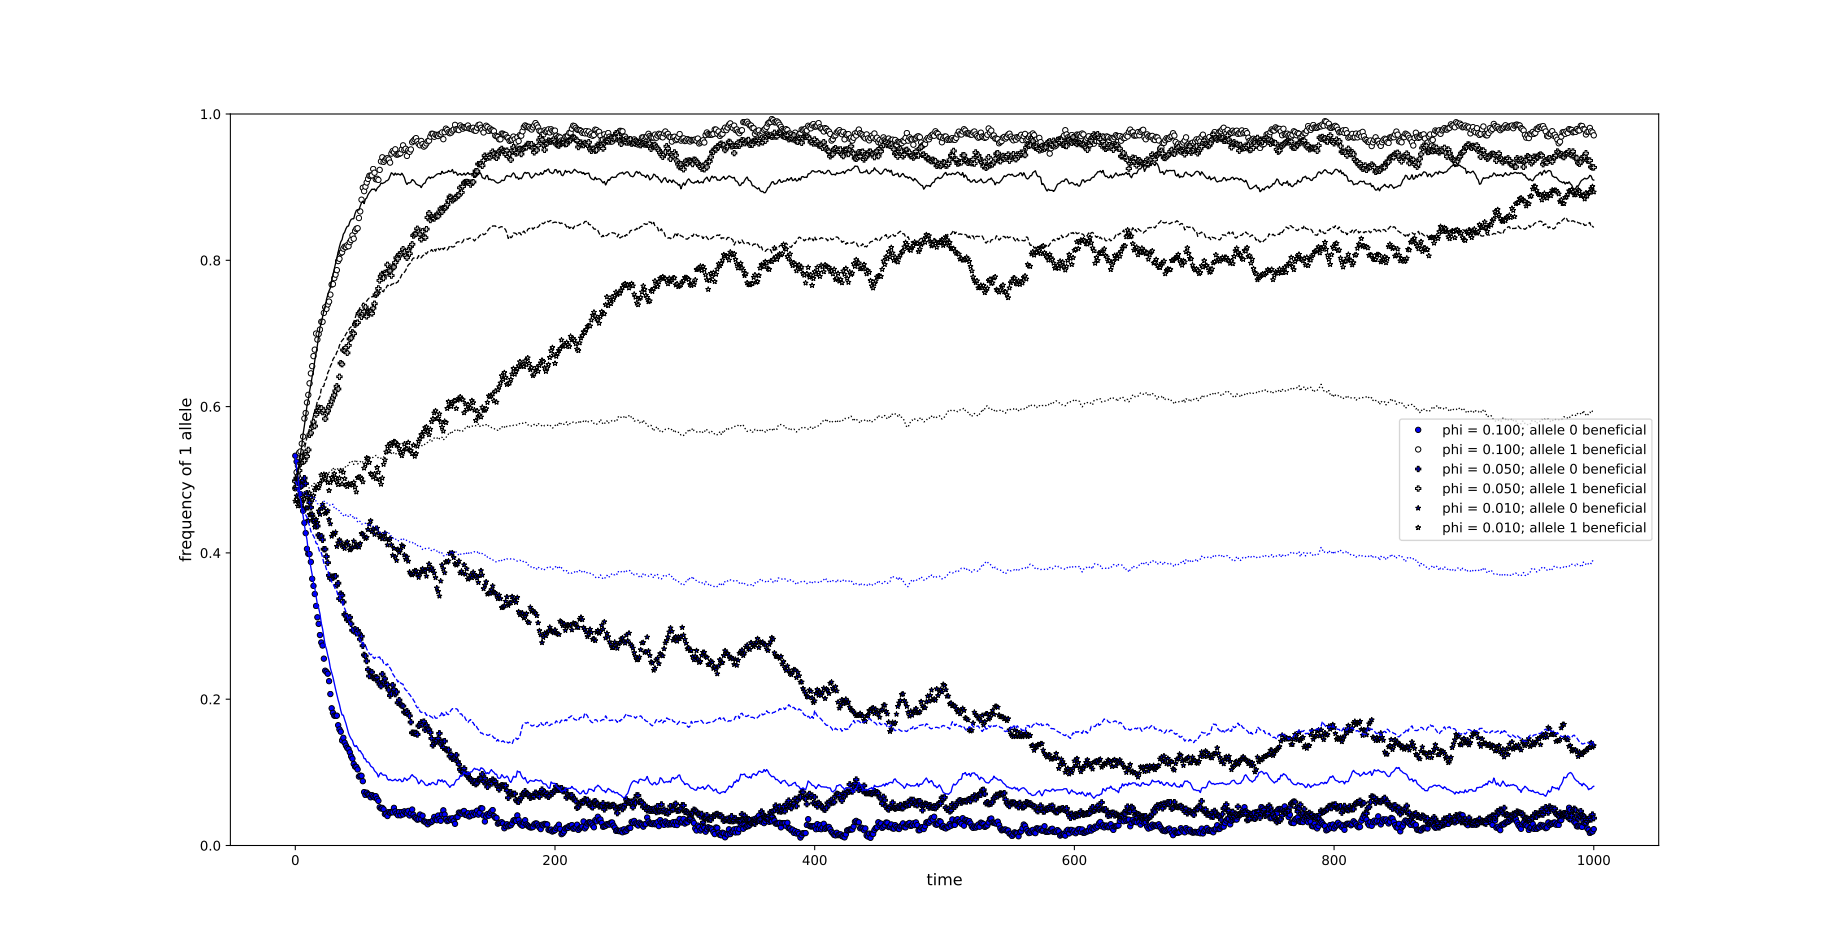 1.0
0.8
0.6
0.4
0.2
0.0
frequency of 1 allele
phi = 0.100; allele 0 beneficial
phi = 0.100; allele 1 beneficial
phi = 0.050; allele 0 beneficial
phi = 0.050; allele 1 beneficial
phi = 0.010; allele 0 beneficial
phi = 0.010; allele 1 beneficial
0 200 400 600 800 1000
time